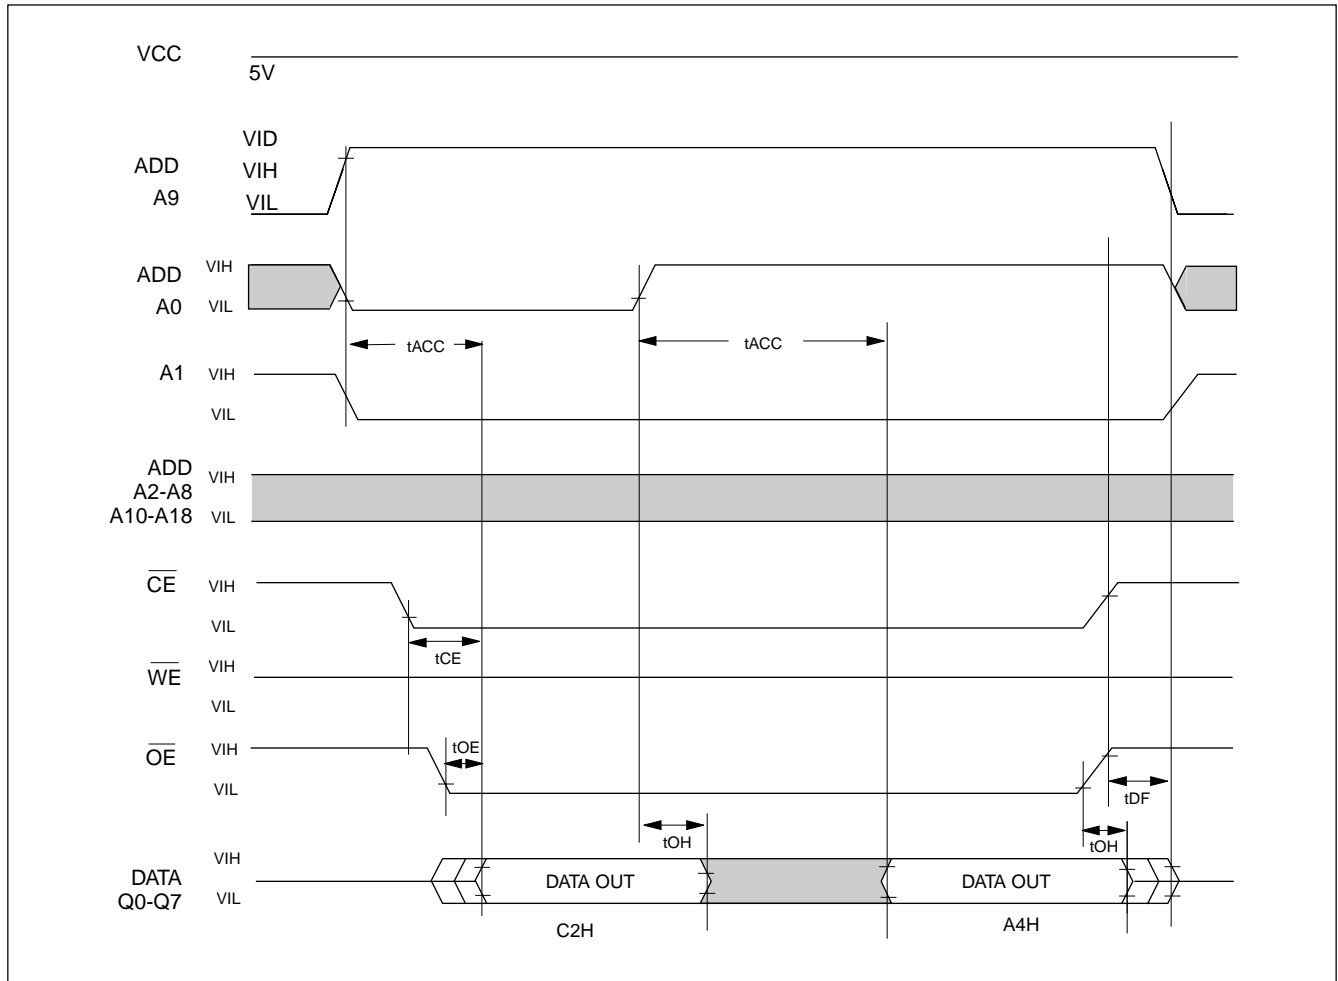 VCC
5V
ADD
A9
VID
VIH
VIL
ADD
A0
VIH
VIL
tACC
tACC
A1
VIH
VIL
ADD
A2-A8
A10-A18
VIH
VIL
CE
VIH
VIL
tCE
WE
VIH
VIL
OE
VIH
VIL
tOE
tDF
tOH
tOH
DATA
Q0-Q7
VIH
VIL
DATA OUT
DATA OUT
C2H
A4H